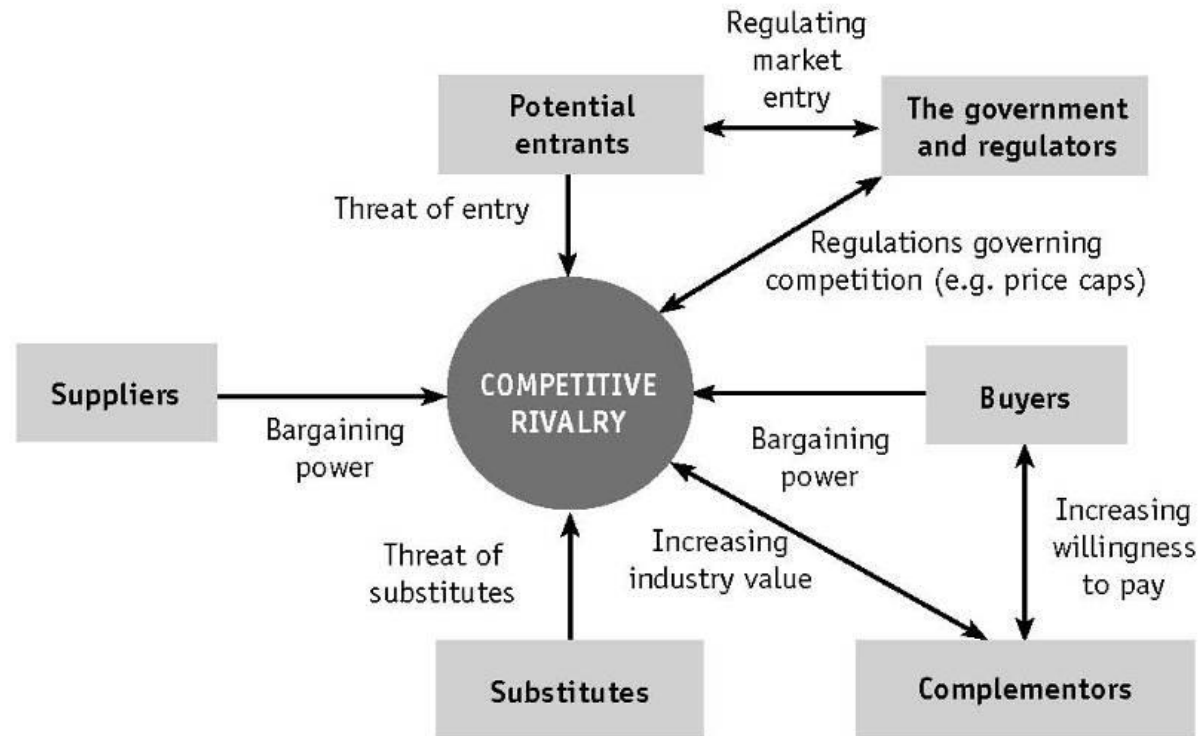 Regulating
market
entry
Potential
entrants
The government
and regulators
Threat of entry
Regulations governing
competition (e.g. price caps)
Suppliers
COMPETITIVE
RIVALRY
Buyers
Bargaining
power
Bargaining
power
Threat of
substitutes
Increasing
industry value
Increasing
willingness
to pay
Substitutes
Complementors